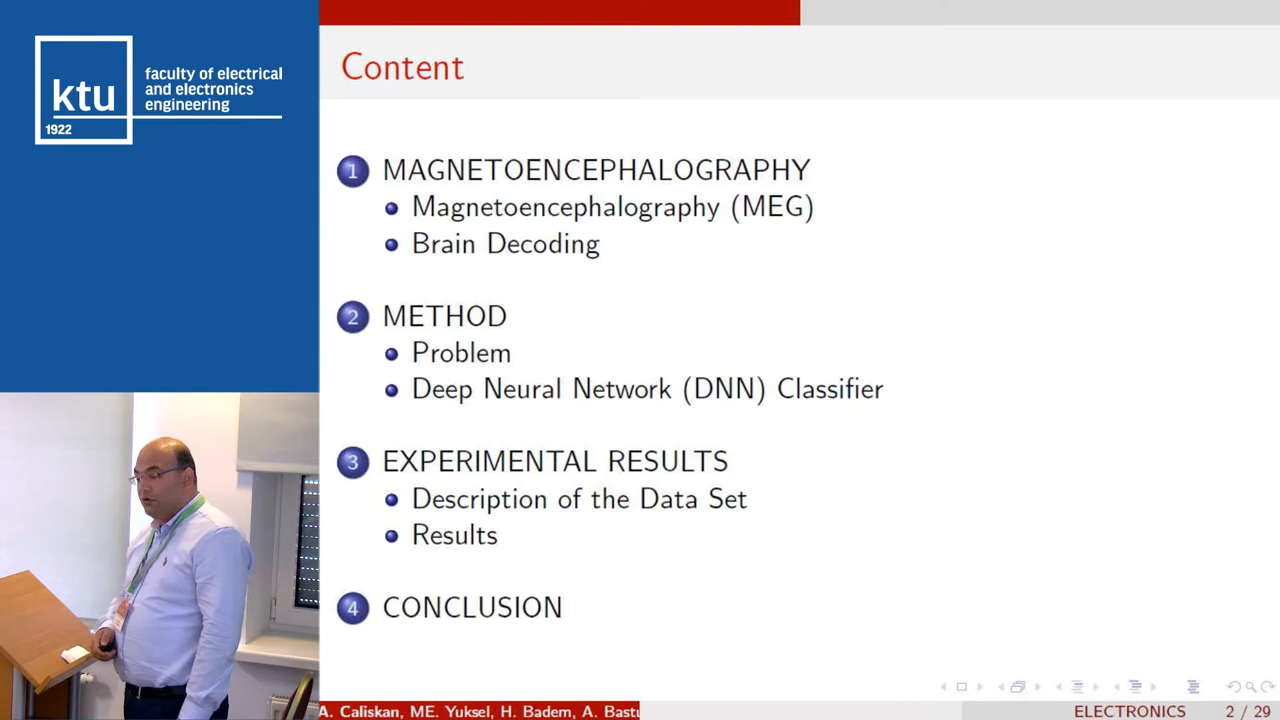 ktu
1922
faculty of electrical
and electronics
engineering
Content
1 MAGNETOENCEPHALOGRAPHY
Magnetoencephalography (MEG)
Brain Decoding
2 METHOD
Problem
Deep Neural Network (DNN) Classifier
3 EXPERIMENTAL RESULTS
Description of the Data Set
Results
4 CONCLUSION
A. Caliskan, ME. Yuksel, H. Badem, A. Bastu
ELECTRONICS 2 / 29